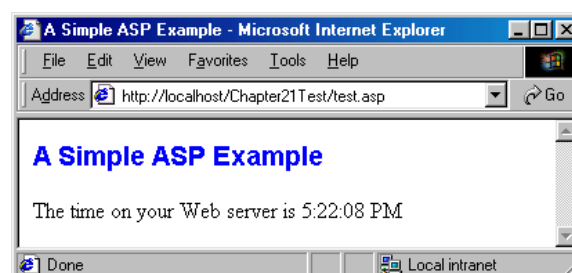 A Simple ASP Example - Microsoft Internet Explorer
File Edit View Favorites Tools Help
Address http://localhost/Chapter21Test/test.asp Go
A Simple ASP Example
The time on your Web server is 5:22:08 PM
Done Local intranet